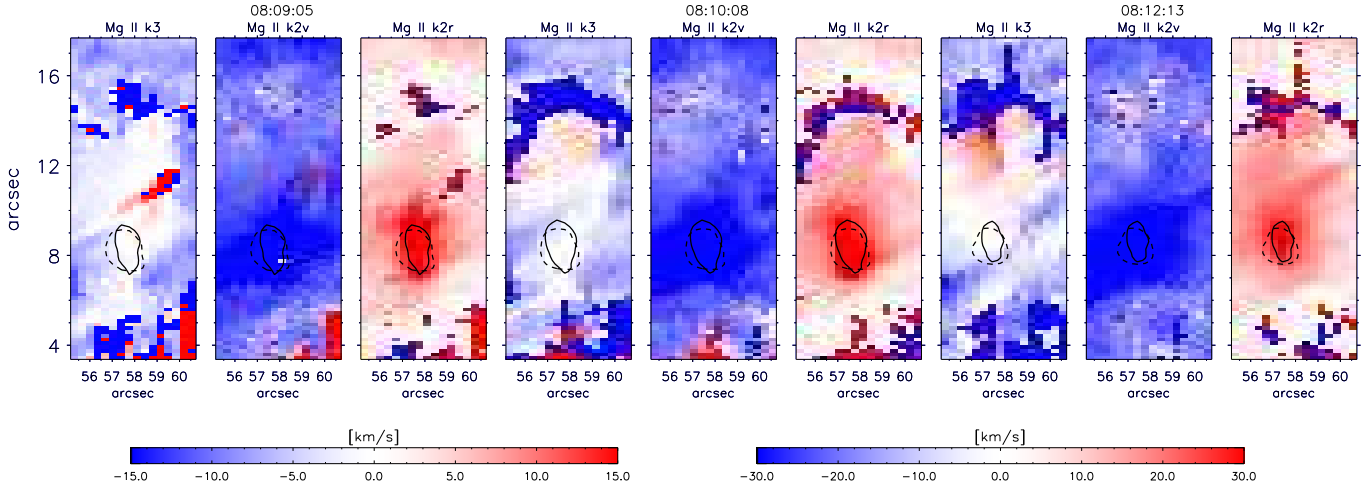 08:09:05 08:10:08 08:12:13
Mg II k3 Mg II k2v Mg II k2r Mg II k3 Mg II k2v Mg II k2r Mg II k3 Mg II k2v Mg II k2r
16
12
8
4
arcsec
56 57 58 59 60 56 57 58 59 60 56 57 58 59 60 56 57 58 59 60 56 57 58 59 60 56 57 58 59 60 56 57 58 59 60 56 57 58 59 60 56 57 58 59 60
arcsec arcsec arcsec arcsec arcsec arcsec arcsec arcsec arcsec
[km/s] [km/s]
−15.0 −10.0 −5.0 0.0 5.0 10.0 15.0 −30.0 −20.0 −10.0 0.0 10.0 20.0 30.0